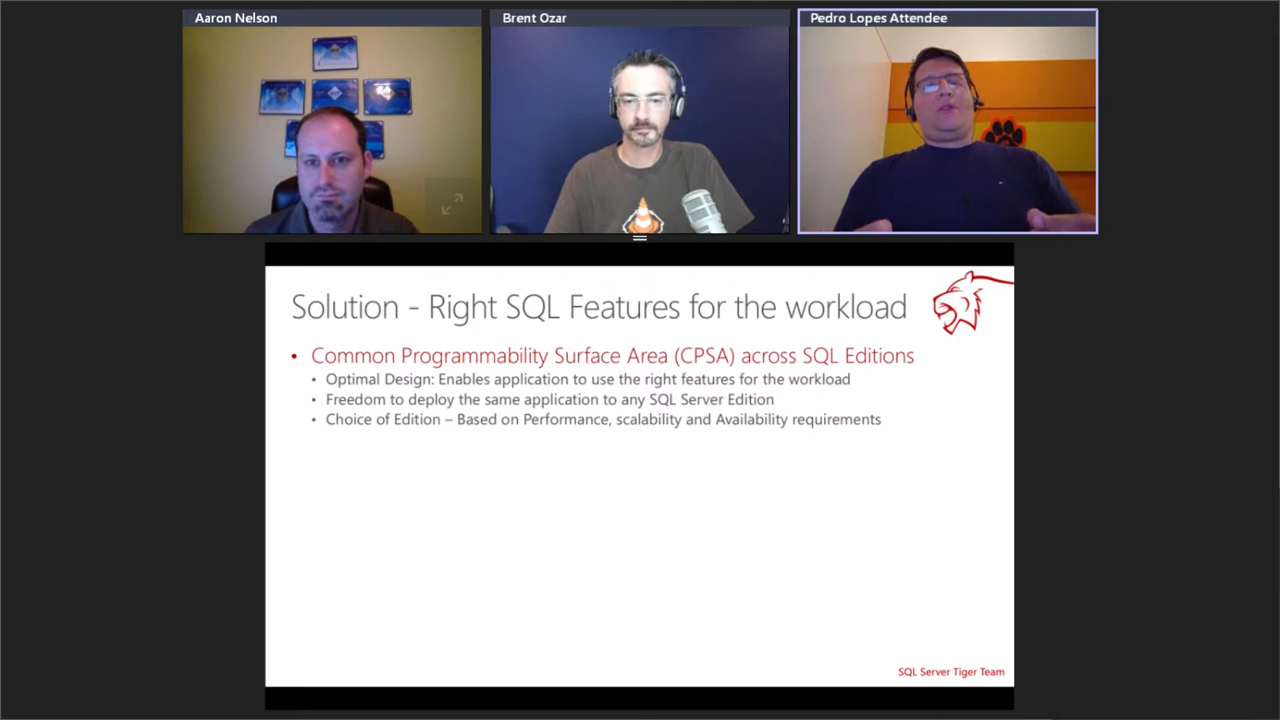 Aaron Nelson
Brent Ozar
Pedro Lopes Attendee
Solution - Right SQL Features for the workload
• Common Programmability Surface Area (CPSA) across SQL Editions
• Optimal Design: Enables application to use the right features for the workload
• Freedom to deploy the same application to any SQL Server Edition
• Choice of Edition – Based on Performance, scalability and Availability requirements
SQL Server Tiger Team